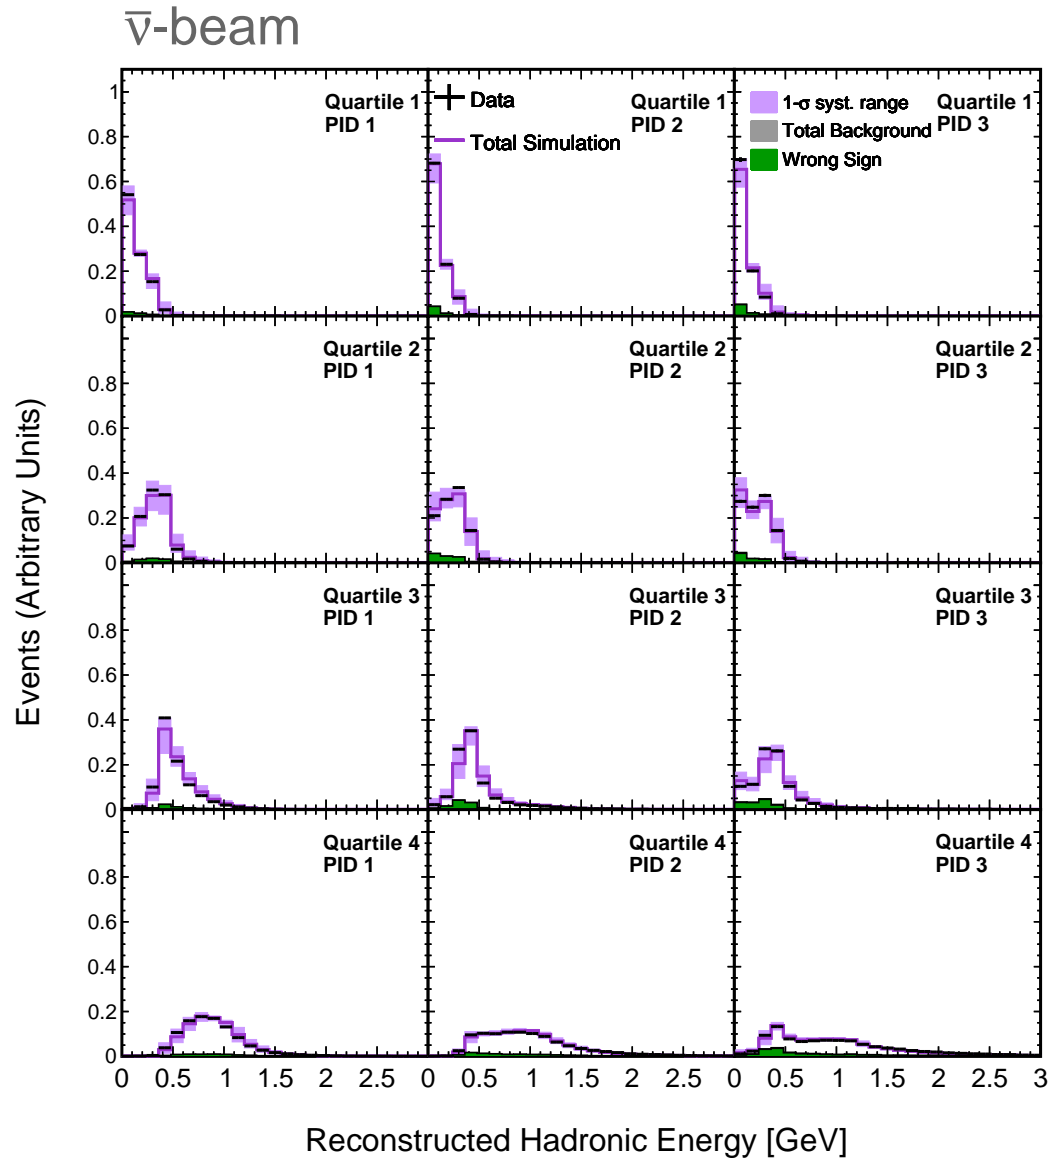 ν̅-beam
Quartile 1
PID 1
Data
Total Simulation
Quartile 1
PID 2
1-σ syst. range
Total Background
Wrong Sign
Quartile 1
PID 3
1
0.8
0.6
0.4
0.2
0
Quartile 2
PID 1
Quartile 2
PID 2
Quartile 2
PID 3
0.8
0.6
0.4
0.2
0
Quartile 3
PID 1
Quartile 3
PID 2
Quartile 3
PID 3
0.8
0.6
0.4
0.2
0
Quartile 4
PID 1
Quartile 4
PID 2
Quartile 4
PID 3
0.8
0.6
0.4
0.2
0
0 0.5 1 1.5 2 2.5 0 0.5 1 1.5 2 2.5 0 0.5 1 1.5 2 2.5 3
Events (Arbitrary Units)
Reconstructed Hadronic Energy [GeV]